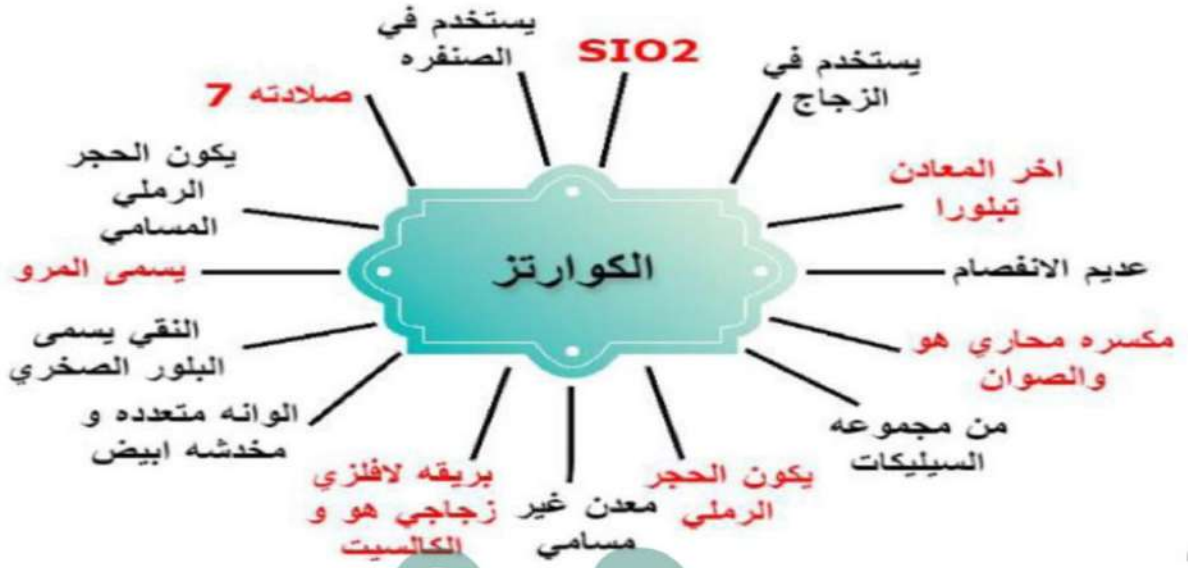 يستخدم في
الصنفره
SIO2
يستخدم في
الزجاج
صلادته 7
اخر المعادن
تبلورا
يكون الحجر
الرملي
المسامي
عديم الانفصام
الكوارتز
يسمى المرو
مكسره محاري هو
والصوان
النقي يسمى
البلور الصخري
من مجموعه
السيليكات
الوانه متعدده و
مخدشه ابيض
يكون الحجر
الرملي
معدن غير
مسامي
بريقه لافلزي
زجاجي هو و
الكالسيت